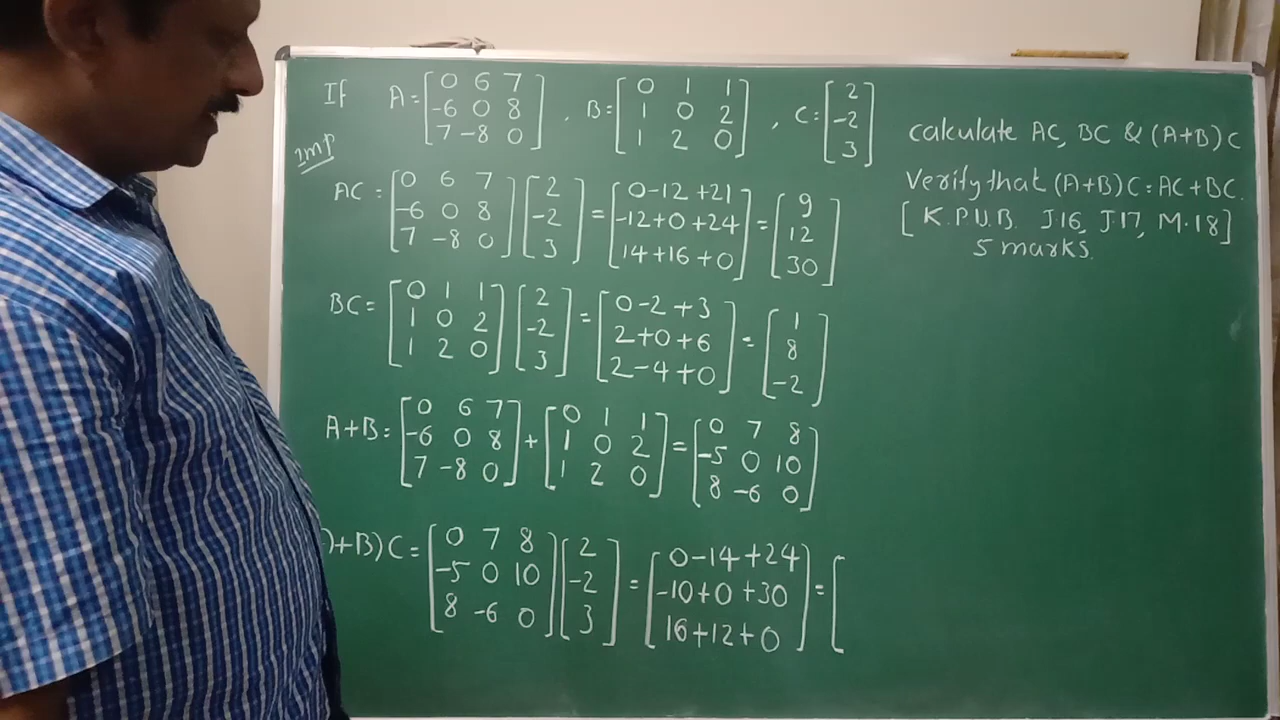 If A = [0 6 7 -6 0 8 7 -8 0] , B = [0 1 1 1 0 2 1 2 0] , C = [2 -2 3]
Imp
calculate AC, BC & (A+B)C
Verify that (A+B)C = AC + BC.
[K.P.U.B. J.16, J.17, M.18]
5 marks.
AC = [0 6 7 -6 0 8 7 -8 0] [2 -2 3] = [0-12+21 -12+0+24 14+16+0] = [9 12 30]
BC = [0 1 1 1 0 2 1 2 0] [2 -2 3] = [0-2+3 2+0+6 2-4+0] = [1 8 -2]
A+B = [0 6 7 -6 0 8 7 -8 0] + [0 1 1 1 0 2 1 2 0] = [0 7 8 -5 0 10 8 -6 0]
+B)C = [0 7 8 -5 0 10 8 -6 0] [2 -2 3] = [0-14+24 -10+0+30 16+12+0] = [